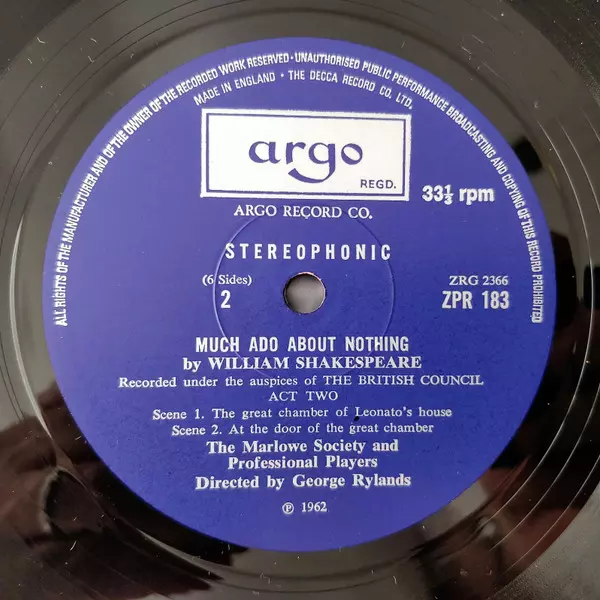 ALL RIGHTS OF THE MANUFACTURER AND OF THE OWNER OF THE RECORDED WORK RESERVED · UNAUTHORISED PUBLIC PERFORMANCE BROADCASTING AND COPYING OF THIS RECORD PROHIBITED
MADE IN ENGLAND · THE DECCA RECORD CO. LTD.
argo
REGD.
33⅓ rpm
ARGO RECORD CO.
STEREOPHONIC
(6 Sides) ZRG 2366
2 ZPR 183
MUCH ADO ABOUT NOTHING
by WILLIAM SHAKESPEARE
Recorded under the auspices of THE BRITISH COUNCIL
ACT TWO
Scene 1. The great chamber of Leonato's house
Scene 2. At the door of the great chamber
The Marlowe Society and
Professional Players
Directed by George Rylands
℗ 1962